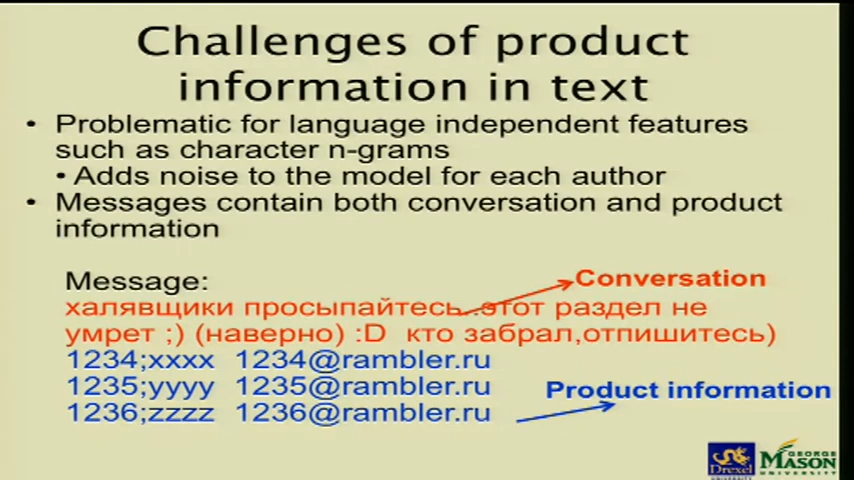 Challenges of product
information in text
• Problematic for language independent features
such as character n-grams
• Adds noise to the model for each author
• Messages contain both conversation and product
information
Message:
Conversation
халявщики просыпайтесь..этот раздел не
умрет ;) (наверно) :D кто забрал,отпишитесь)
1234;xxxx 1234@rambler.ru
1235;yyyy 1235@rambler.ru
Product information
1236;zzzz 1236@rambler.ru
Drexel
UNIVERSITY
GEORGE
MASON
UNIVERSITY